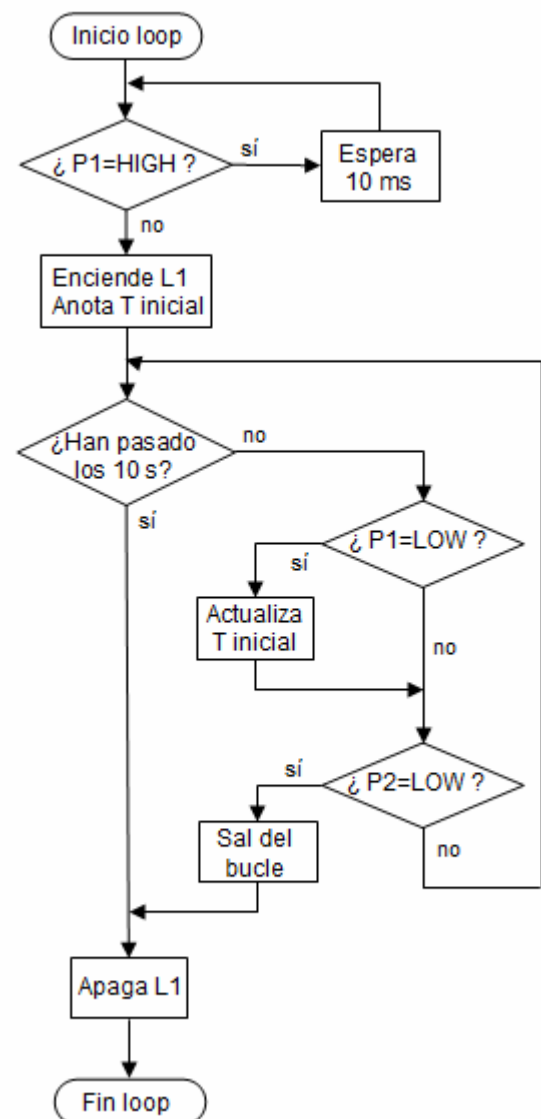 Inicio loop
¿ P1=HIGH ?
sí
Espera
10 ms
no
Enciende L1
Anota T inicial
¿Han pasado
los 10 s?
no
sí
¿ P1=LOW ?
sí
Actualiza
T inicial
no
¿ P2=LOW ?
sí
Sal del
bucle
no
Apaga L1
Fin loop